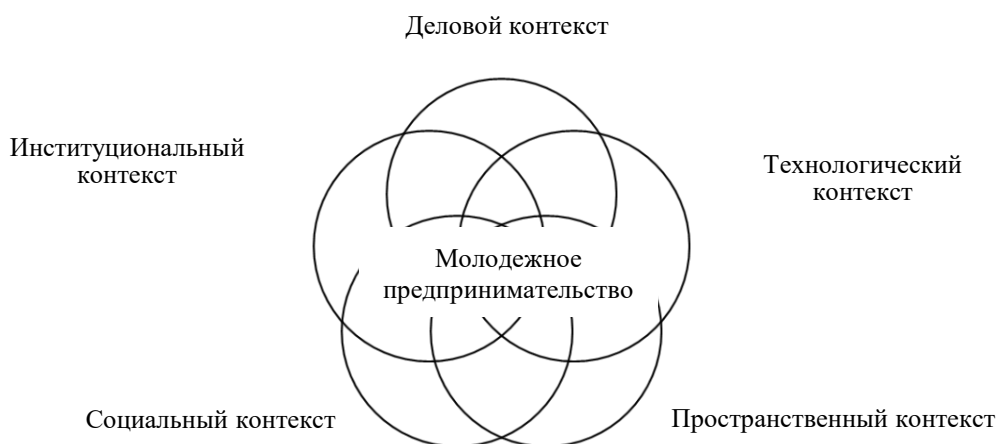 Деловой контекст
Институциональный
контекст
Технологический
контекст
Молодежное
предпринимательство
Социальный контекст
Пространственный контекст